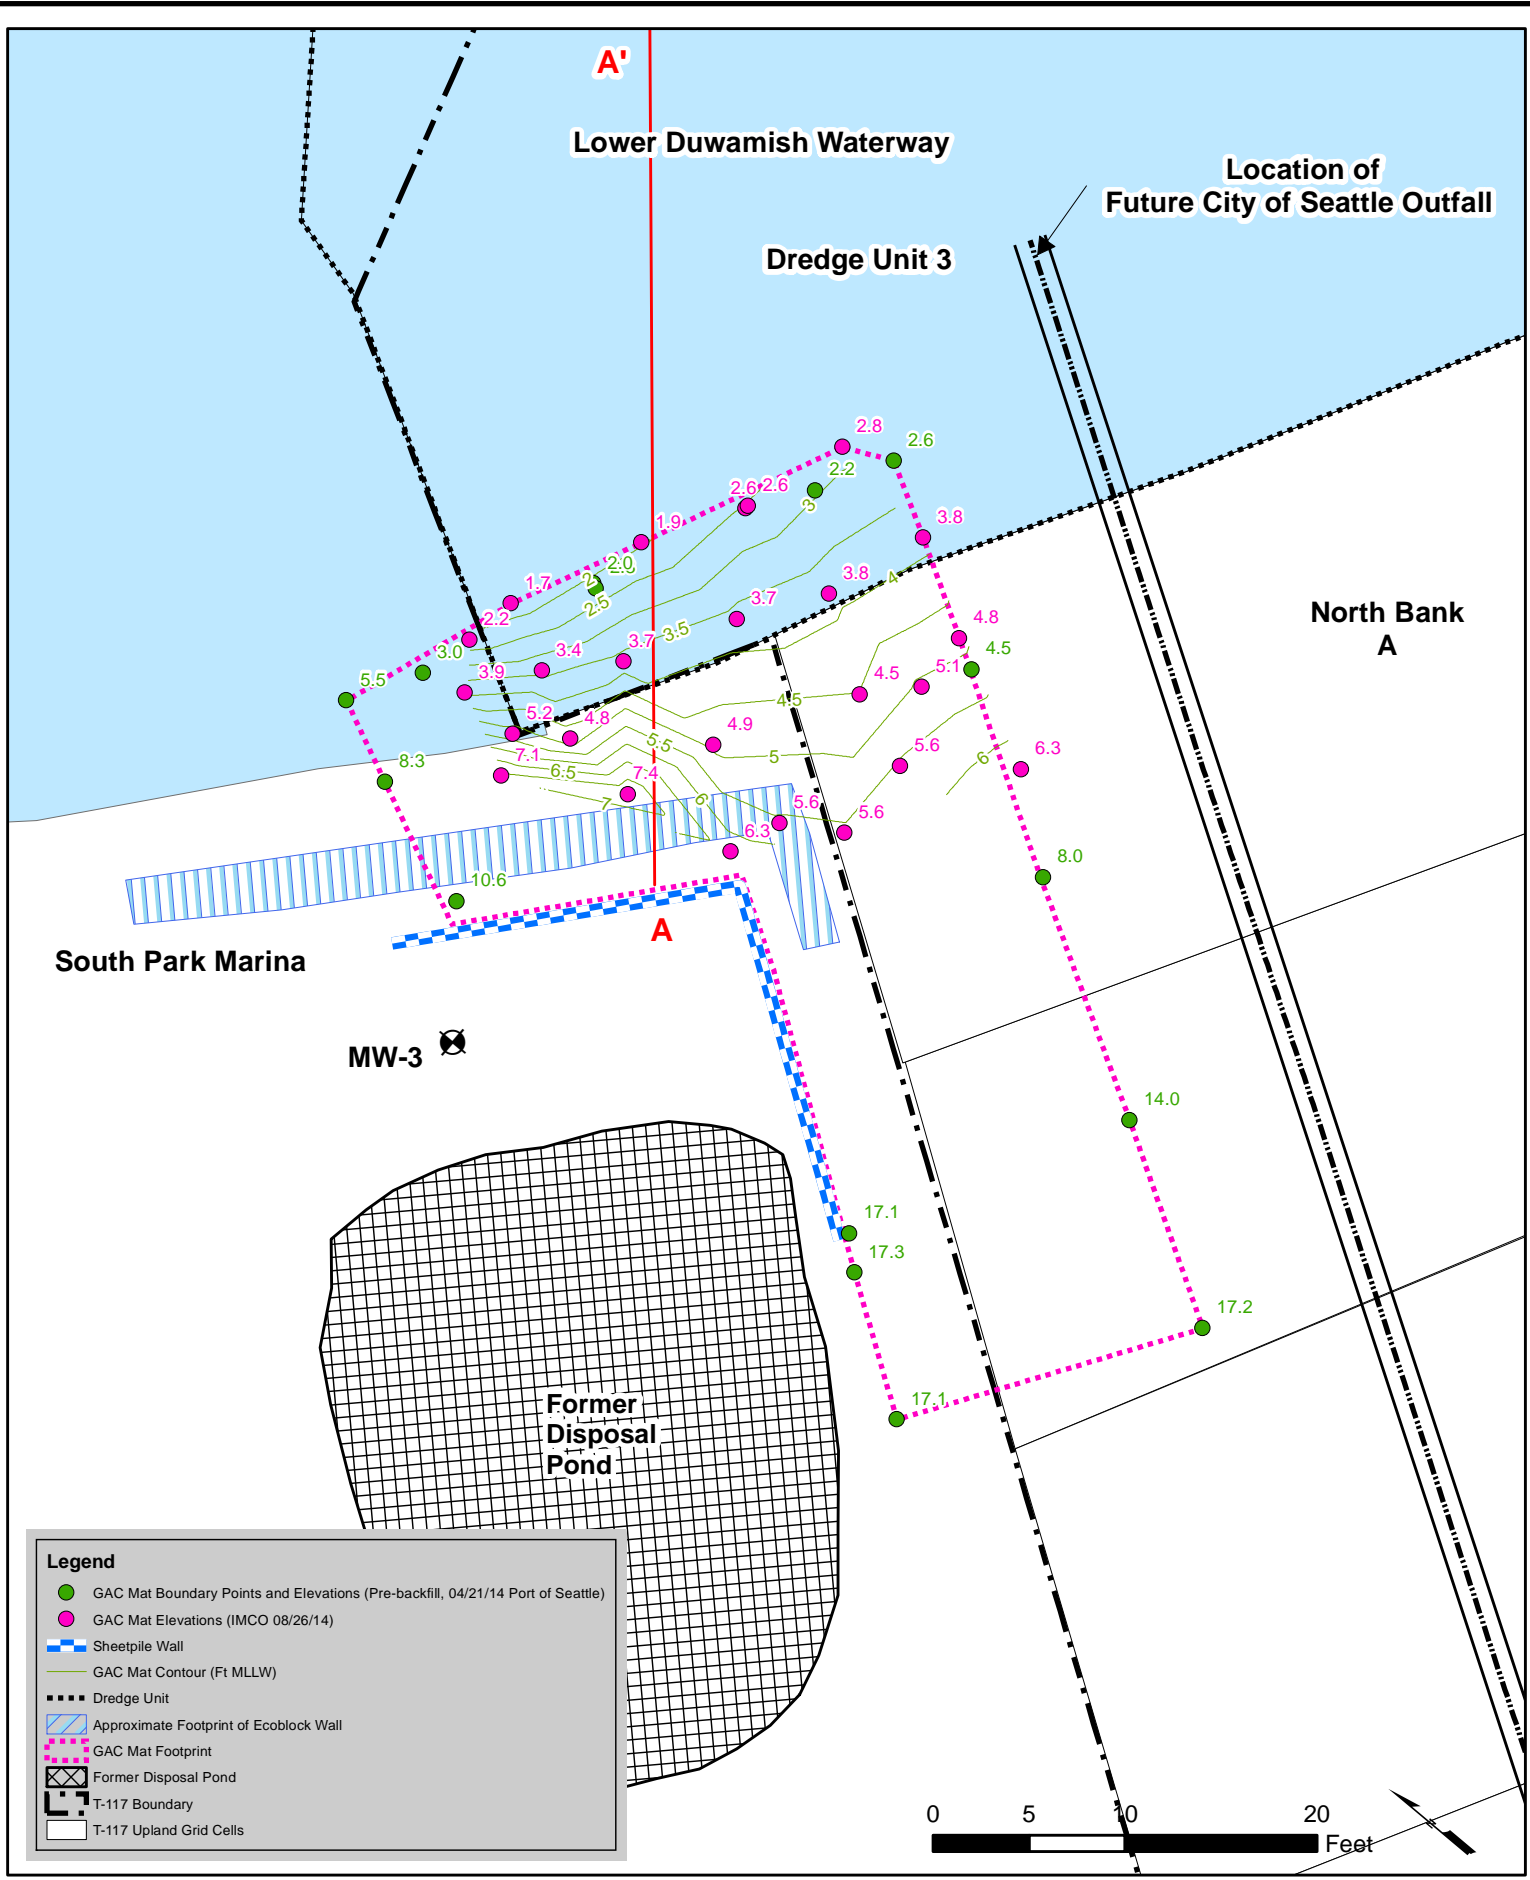 A'
Lower Duwamish Waterway
Location of
Future City of Seattle Outfall
Dredge Unit 3
2.8
2.6
2.2
2.6
2.6
3
1.9
3.8
2.0
2
2.5
1.7
3.8
4
3.7
2.2
3.5
3.7
4.8
North Bank
A
3.0
3.4
4.5
3.9
4.5
5.1
5.5
4.5
5.2
4.8
4.9
5.5
5
5.6
6
6.3
7.1
8.3
6.5
7.4
7
6
5.6
5.6
6.3
8.0
10.6
A
South Park Marina
MW-3
14.0
17.1
17.3
17.2
17.1
Former
Disposal
Pond
Legend
GAC Mat Boundary Points and Elevations (Pre-backfill, 04/21/14 Port of Seattle)
GAC Mat Elevations (IMCO 08/26/14)
Sheetpile Wall
GAC Mat Contour (Ft MLLW)
Dredge Unit
Approximate Footprint of Ecoblock Wall
GAC Mat Footprint
Former Disposal Pond
T-117 Boundary
T-117 Upland Grid Cells
0 5 10 20
Feet